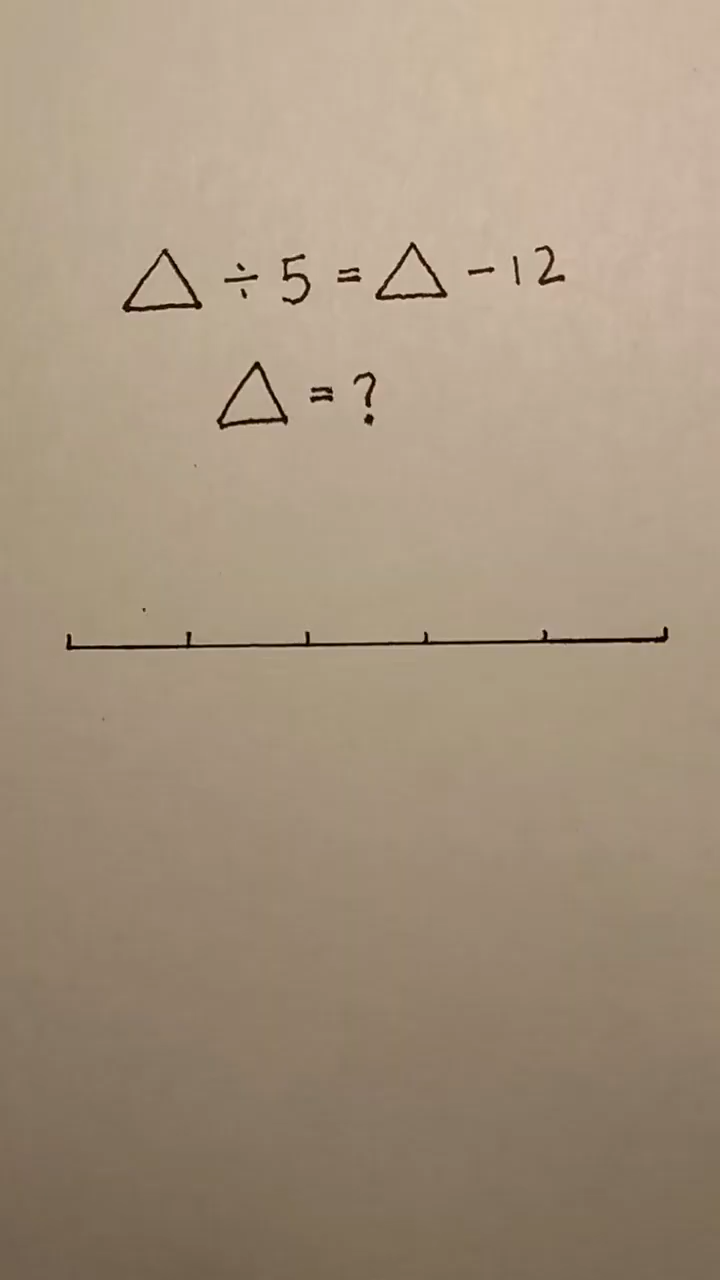 △ ÷ 5 = △ - 12
△ = ?